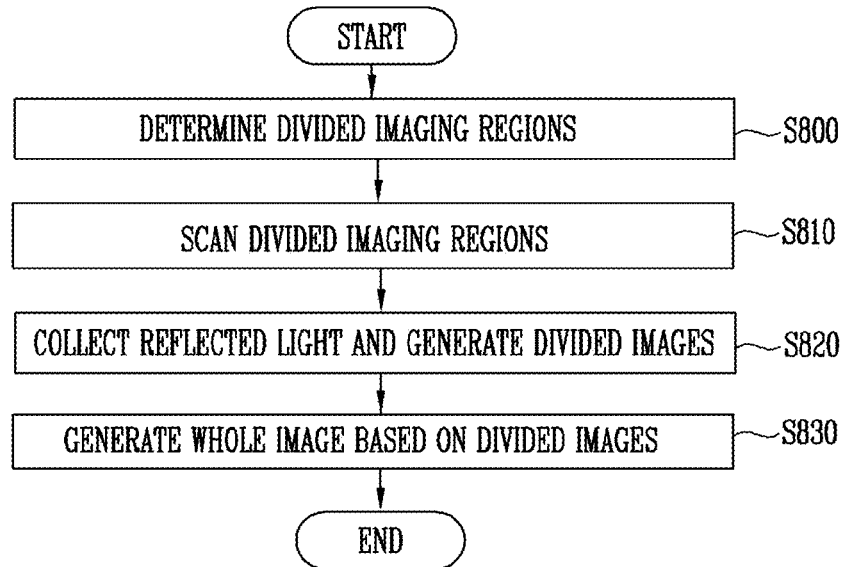 START
DETERMINE DIVIDED IMAGING REGIONS
S800
SCAN DIVIDED IMAGING REGIONS
S810
COLLECT REFLECTED LIGHT AND GENERATE DIVIDED IMAGES
S820
GENERATE WHOLE IMAGE BASED ON DIVIDED IMAGES
S830
END